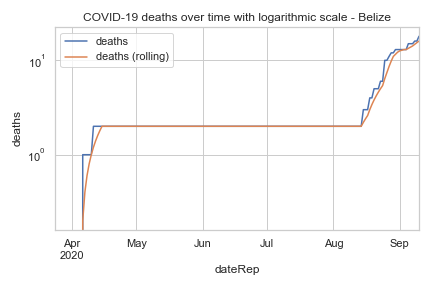 COVID-19 deaths over time with logarithmic scale - Belize
deaths
deaths (rolling)
10¹
10⁰
deaths
Apr
2020
May
Jun
Jul
Aug
Sep
dateRep